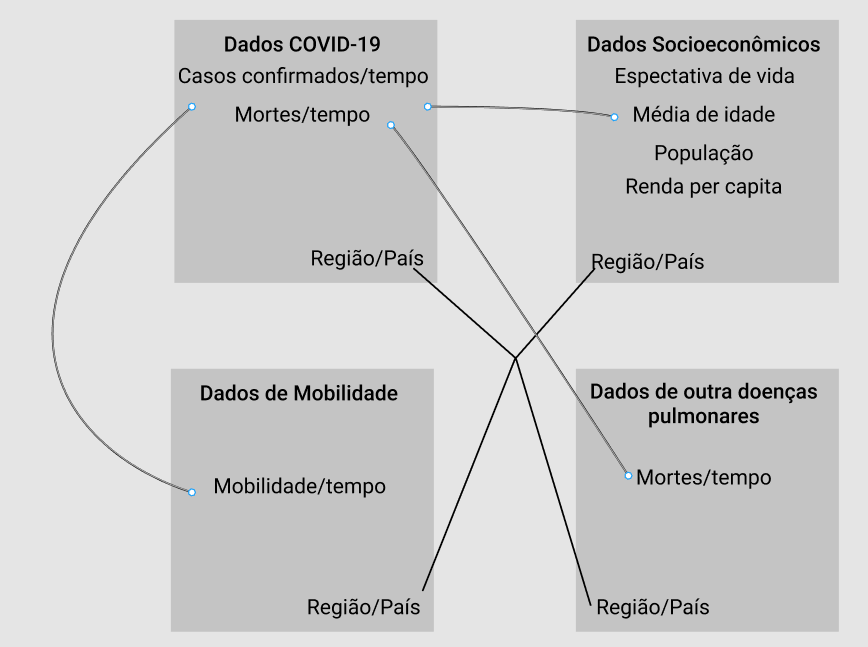 Dados COVID-19
Casos confirmados/tempo
Mortes/tempo
Região/País
Dados Socioeconômicos
Espectativa de vida
Média de idade
População
Renda per capita
Região/País
Dados de Mobilidade
Mobilidade/tempo
Região/País
Dados de outra doenças
pulmonares
Mortes/tempo
Região/País